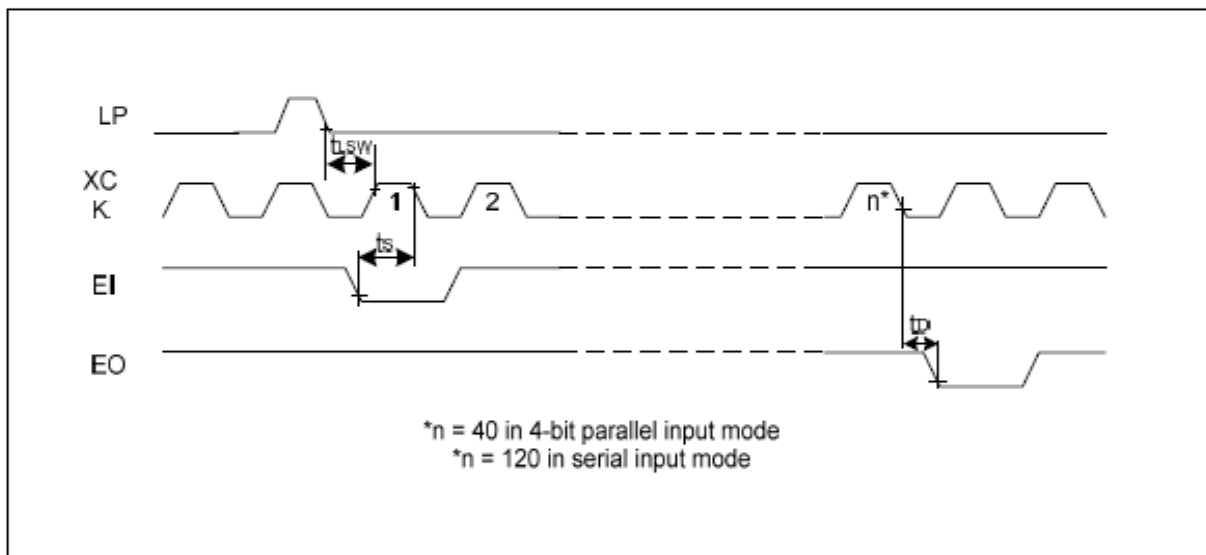 LP
tLSW
XC
K
1
2
n*
ts
EI
tD
EO
*n = 40 in 4-bit parallel input mode
*n = 120 in serial input mode